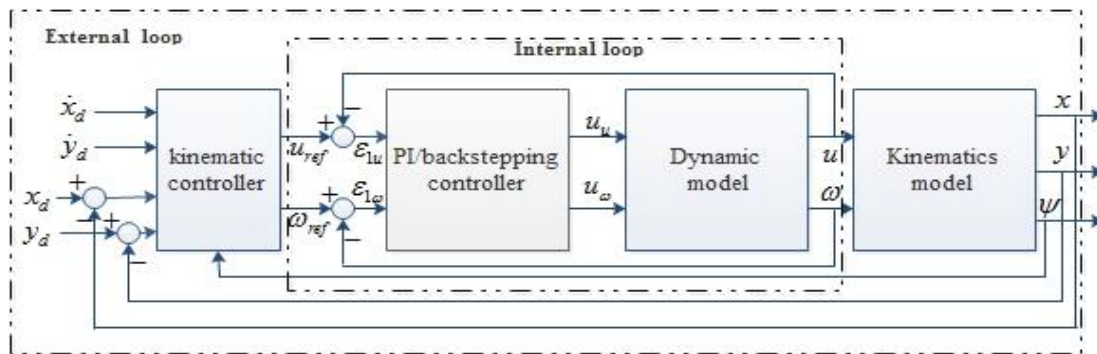 External loop
Internal loop
ẋ_d
ẏ_d
x_d
y_d
+
−
+
−
kinematic
controller
u_ref
ω_ref
+
−
+
−
ε_1u
ε_1ω
PI/backstepping
controller
u_u
u_ω
Dynamic
model
u
ω
Kinematics
model
x
y
ψ